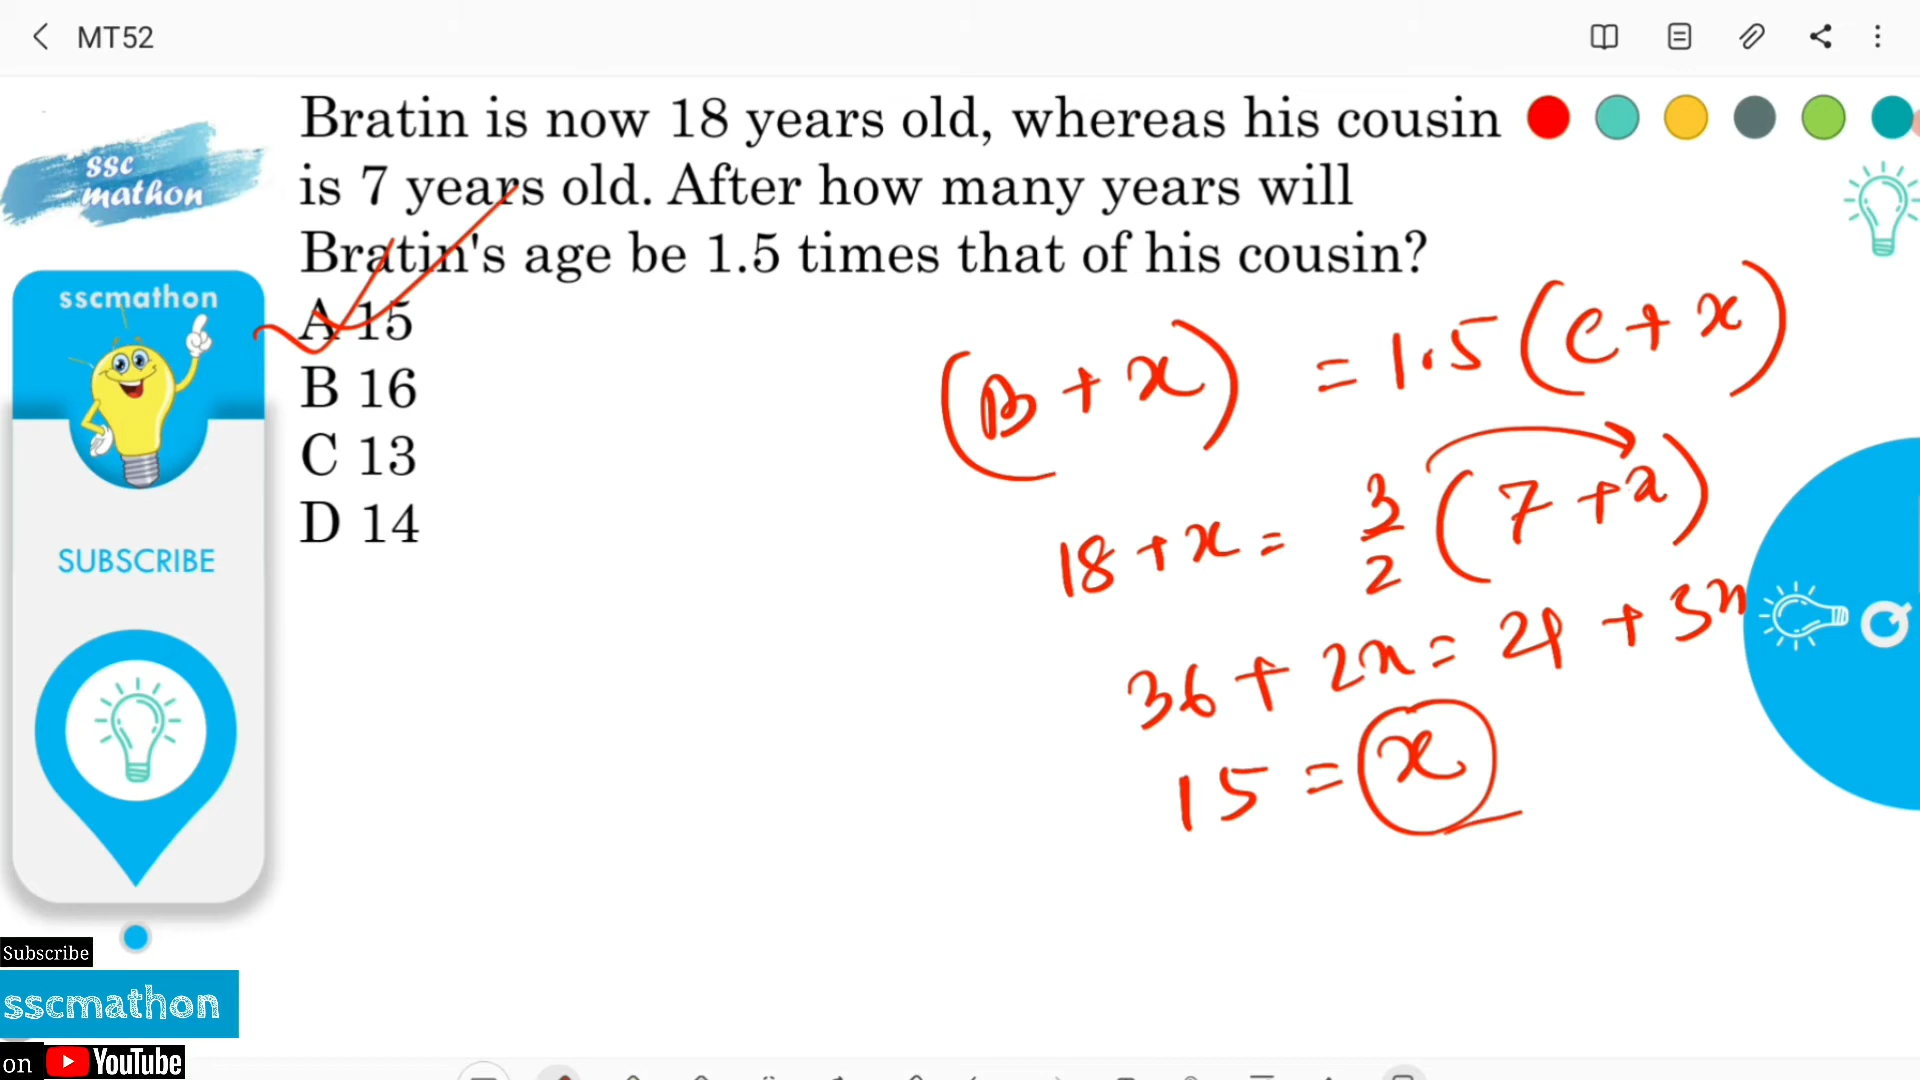 MT52
Bratin is now 18 years old, whereas his cousin
is 7 years old. After how many years will
Bratin's age be 1.5 times that of his cousin?
A 15
B 16
C 13
D 14
(B + x) = 1.5 (C + x)
18 + x = 3/2 (7 + x)
36 + 2x = 21 + 3x
15 = x
ssc
mathon
sscmathon
SUBSCRIBE
Q
Subscribe
sscmathon
on YouTube